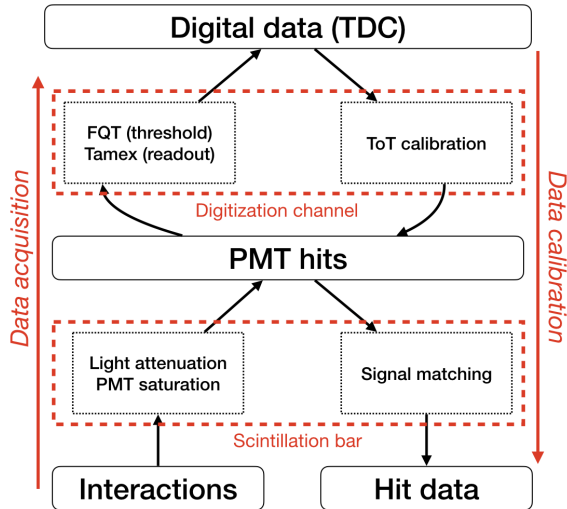 Digital data (TDC)
FQT (threshold)
Tamex (readout)
ToT calibration
Digitization channel
Data acquisition
Data calibration
PMT hits
Light attenuation
PMT saturation
Signal matching
Scintillation bar
Interactions
Hit data